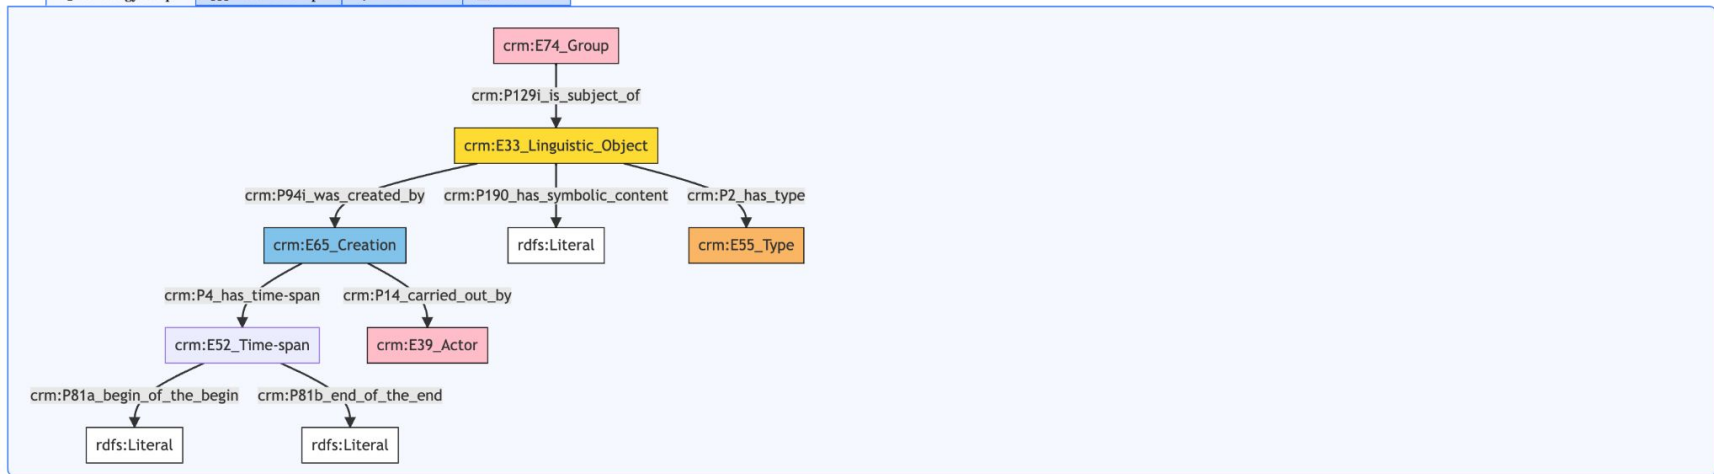 crm:E74_Group
crm:P129i_is_subject_of
crm:E33_Linguistic_Object
crm:P94i_was_created_by crm:P190_has_symbolic_content crm:P2_has_type
crm:E65_Creation rdfs:Literal crm:E55_Type
crm:P4_has_time-span crm:P14_carried_out_by
crm:E52_Time-span crm:E39_Actor
crm:P81a_begin_of_the_begin crm:P81b_end_of_the_end
rdfs:Literal rdfs:Literal